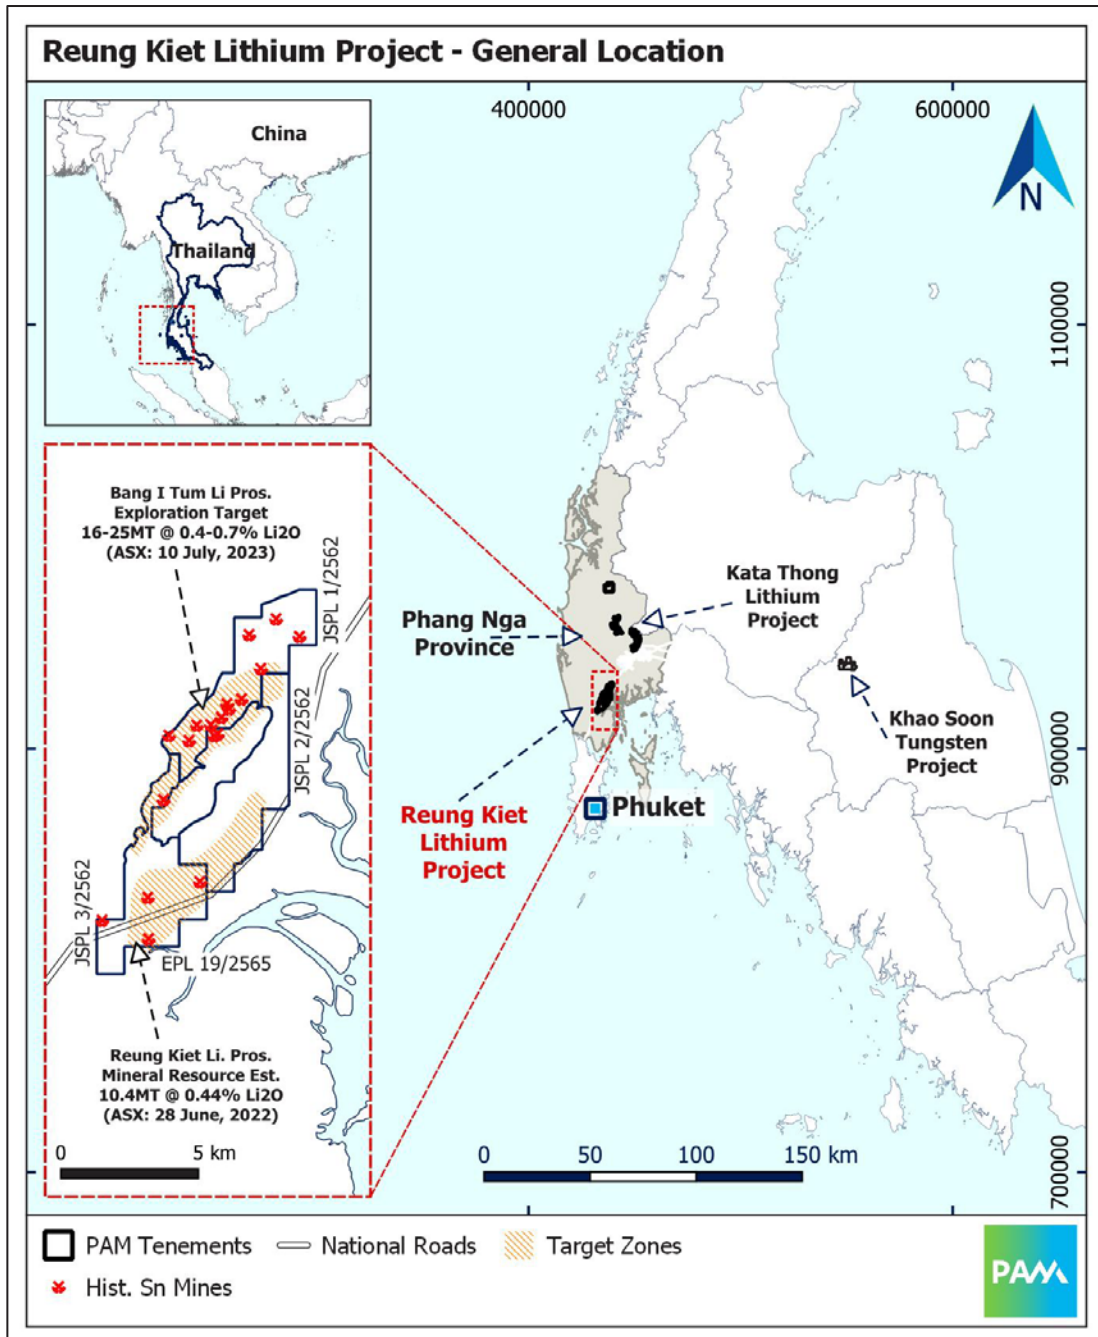 Reung Kiet Lithium Project - General Location
400000
600000
China
Thailand
N
1100000
Bang I Tum Li Pros.
Exploration Target
16-25MT @ 0.4-0.7% Li2O
(ASX: 10 July, 2023)
JSPL 1/2562
JSPL 2/2562
JSPL 3/2562
EPL 19/2565
Reung Kiet Li. Pros.
Mineral Resource Est.
10.4MT @ 0.44% Li2O
(ASX: 28 June, 2022)
0
5 km
Kata Thong
Lithium
Project
Phang Nga
Province
Khao Soon
Tungsten
Project
900000
Reung Kiet
Lithium
Project
Phuket
0
50
100
150 km
700000
PAM Tenements
National Roads
Target Zones
Hist. Sn Mines
PAM